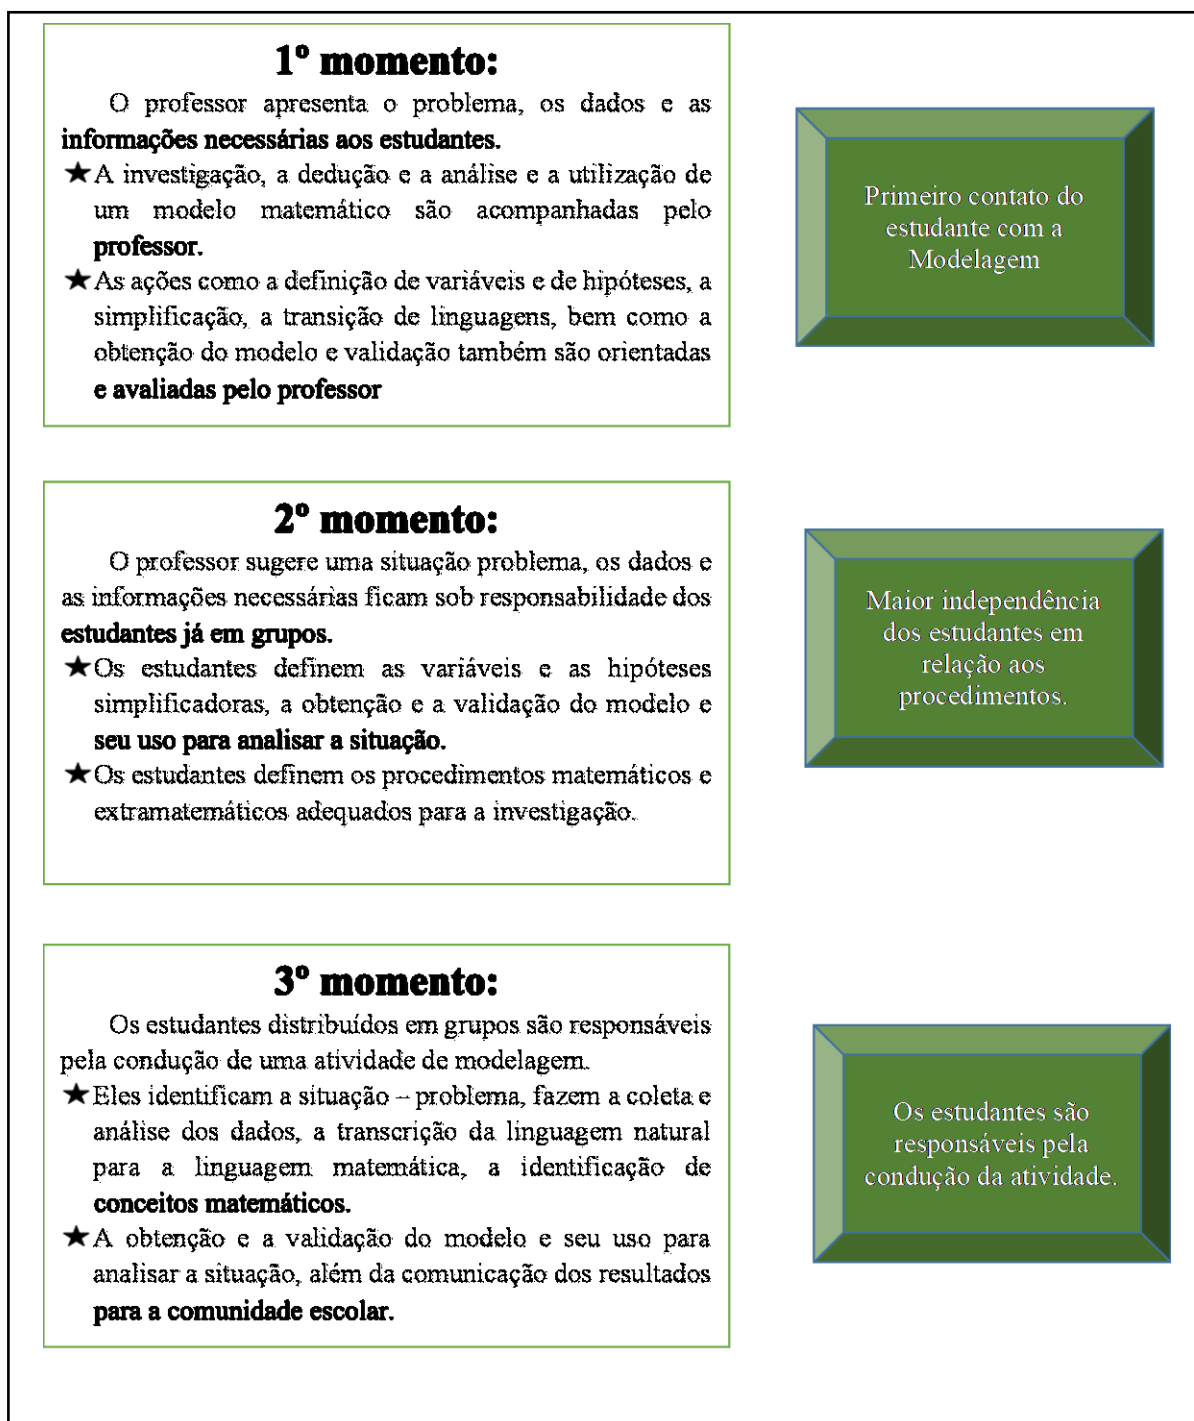 1º momento:
O professor apresenta o problema, os dados e as
informações necessárias aos estudantes.
★A investigação, a dedução e a análise e a utilização de
um modelo matemático são acompanhadas pelo
professor.
★As ações como a definição de variáveis e de hipóteses, a
simplificação, a transição de linguagens, bem como a
obtenção do modelo e validação também são orientadas
e avaliadas pelo professor
Primeiro contato do
estudante com a
Modelagem
2º momento:
O professor sugere uma situação problema, os dados e
as informações necessárias ficam sob responsabilidade dos
estudantes já em grupos.
★Os estudantes definem as variáveis e as hipóteses
simplificadoras, a obtenção e a validação do modelo e
seu uso para analisar a situação.
★Os estudantes definem os procedimentos matemáticos e
extramatemáticos adequados para a investigação.
Maior independência
dos estudantes em
relação aos
procedimentos.
3º momento:
Os estudantes distribuídos em grupos são responsáveis
pela condução de uma atividade de modelagem.
★Eles identificam a situação – problema, fazem a coleta e
análise dos dados, a transcrição da linguagem natural
para a linguagem matemática, a identificação de
conceitos matemáticos.
★A obtenção e a validação do modelo e seu uso para
analisar a situação, além da comunicação dos resultados
para a comunidade escolar.
Os estudantes são
responsáveis pela
condução da atividade.